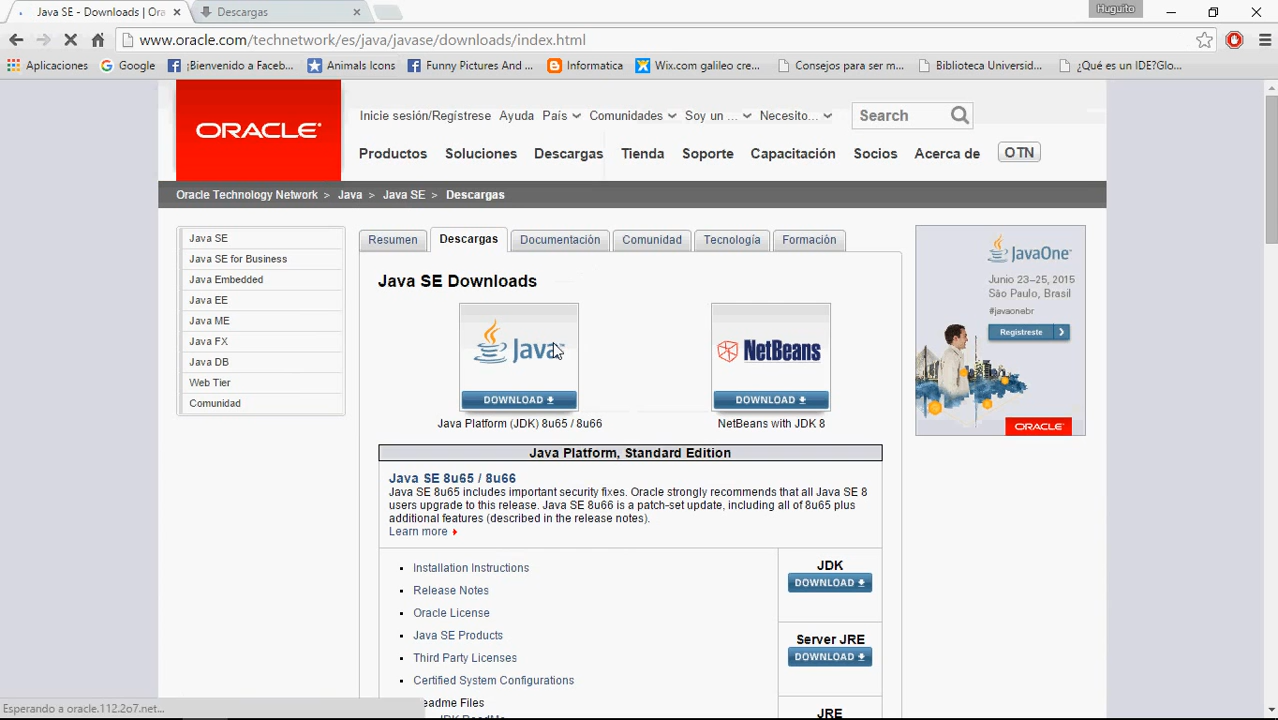 Java SE - Downloads | Ora
Descargas
Huguito
www.oracle.com/technetwork/es/java/javase/downloads/index.html
Aplicaciones
Google
¡Bienvenido a Faceb...
Animals Icons
Funny Pictures And ...
Informatica
Wix.com galileo cre...
Consejos para ser m...
Biblioteca Universid...
¿Qué es un IDE?Glo...
ORACLE
Inicie sesión/Regístrese Ayuda País Comunidades Soy un ... Necesito...
Search
Productos Soluciones Descargas Tienda Soporte Capacitación Socios Acerca de OTN
Oracle Technology Network > Java > Java SE > Descargas
Java SE
Java SE for Business
Java Embedded
Java EE
Java ME
Java FX
Java DB
Web Tier
Comunidad
Resumen Descargas Documentación Comunidad Tecnología Formación
Java SE Downloads
Java
DOWNLOAD
Java Platform (JDK) 8u65 / 8u66
NetBeans
DOWNLOAD
NetBeans with JDK 8
Java Platform, Standard Edition
Java SE 8u65 / 8u66
Java SE 8u65 includes important security fixes. Oracle strongly recommends that all Java SE 8
users upgrade to this release. Java SE 8u66 is a patch-set update, including all of 8u65 plus
additional features (described in the release notes).
Learn more
Installation Instructions
Release Notes
Oracle License
Java SE Products
Third Party Licenses
Certified System Configurations
eadme Files
JDK ReadMe
JDK
DOWNLOAD
Server JRE
DOWNLOAD
JRE
JavaOne
Junio 23–25, 2015
São Paulo, Brasil
#javaonebr
Registreste
ORACLE
Esperando a oracle.112.2o7.net...